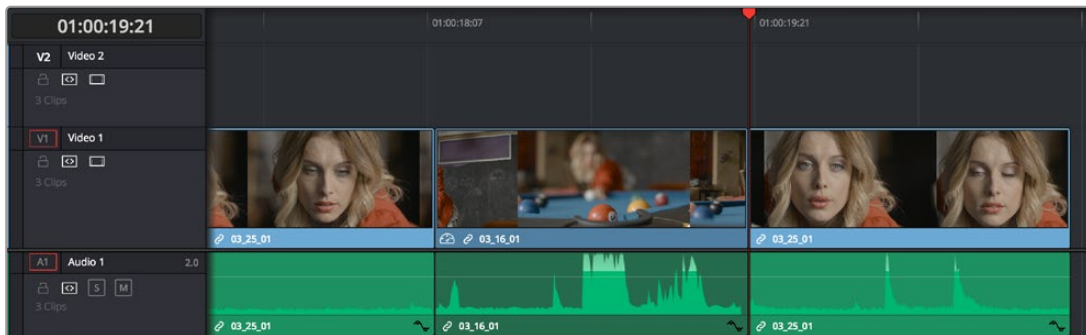 01:00:19:21
01:00:18:07
01:00:19:21
V2 Video 2
3 Clips
V1 Video 1
3 Clips
03_25_01
03_16_01
03_25_01
A1 Audio 1 2.0
S M
3 Clips
03_25_01
03_16_01
03_25_01